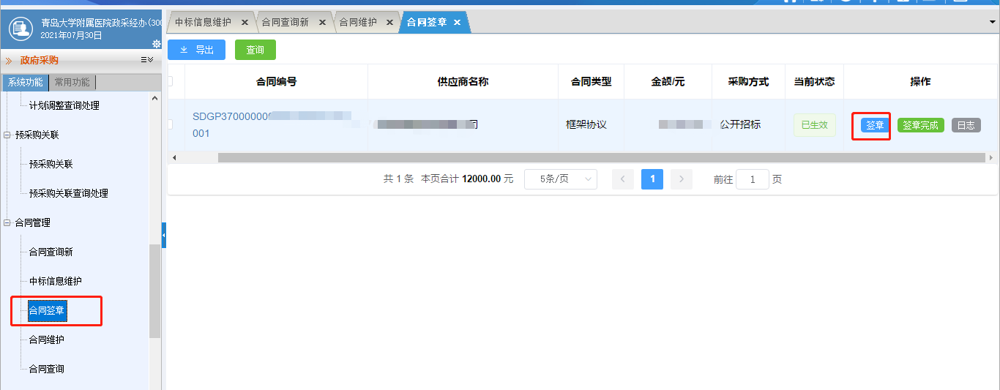 青岛大学附属医院政采经办(300
2021年07月30日
政府采购
系统功能
常用功能
计划调整查询处理
预采购关联
预采购关联
预采购关联查询处理
合同管理
合同查询新
中标信息维护
合同签章
合同维护
合同查询
中标信息维护 ×
合同查询新 ×
合同维护 ×
合同签章 ×
导出
查询
合同编号 供应商名称 合同类型 金额/元 采购方式 当前状态 操作
SDGP37000000
001
司
框架协议
公开招标
已生效
签章
签章完成
日志
共 1 条 本页合计 12000.00 元
5条/页
1
前往 1 页